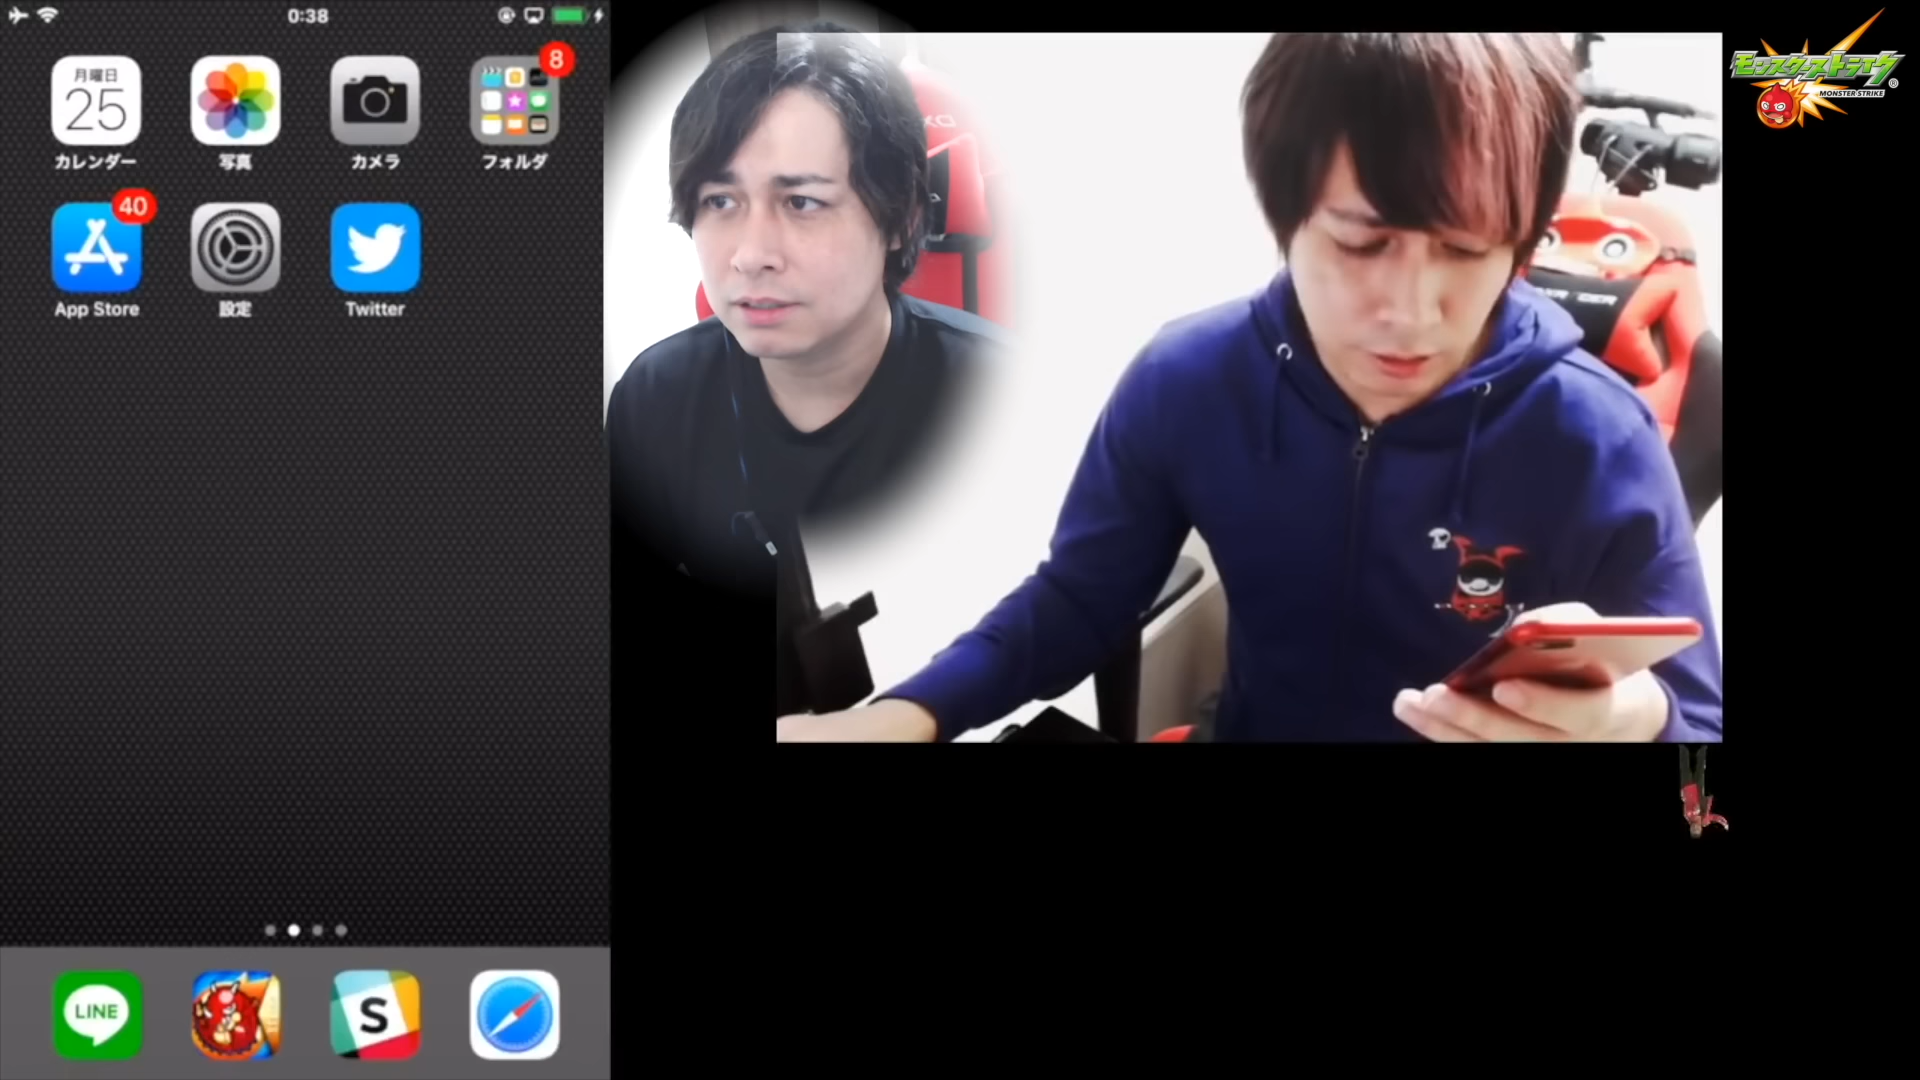 0:38
月曜日
25
8
カレンダー
写真
カメラ
フォルダ
40
App Store
設定
Twitter
LINE
S
モンスターストライク
®
MONSTER STRIKE